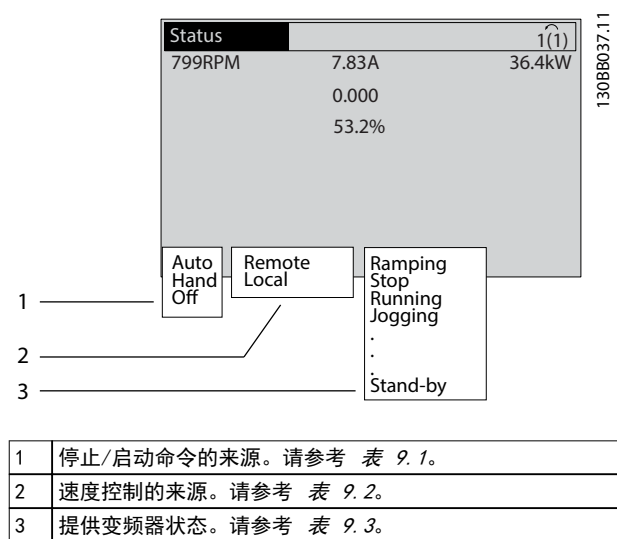 Status 1(1)
799RPM 7.83A 36.4kW
0.000
53.2%
130BB037.11
Auto
Hand
Off
Remote
Local
Ramping
Stop
Running
Jogging
.
.
.
Stand-by
1
2
3
1 停止/启动命令的来源。请参考 表 9.1。
2 速度控制的来源。请参考 表 9.2。
3 提供变频器状态。请参考 表 9.3。